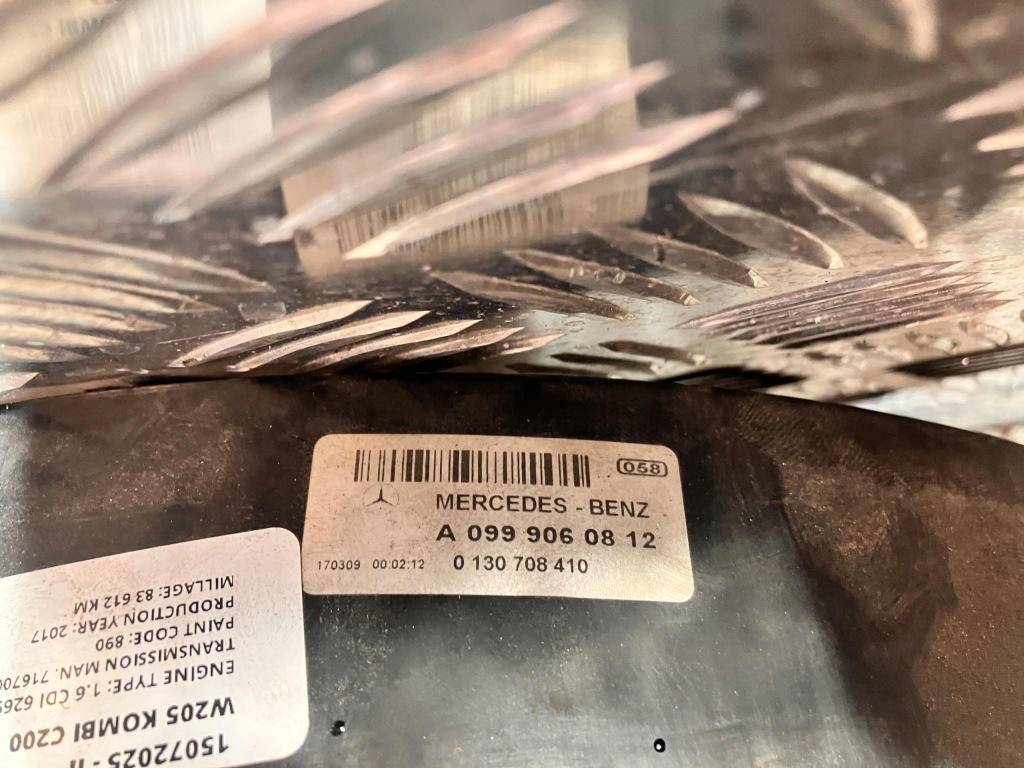 058
MERCEDES - BENZ
A 099 906 08 12
170309 00:02:12 0 130 708 410
15072025 -
W205 KOMBI C200
ENGINE TYPE: 1.6 CDI
TRANSMISSION MAN.
PAINT CODE: 890
PRODUCTION YEAR: 2017
MILLAGE: 83 612 KM